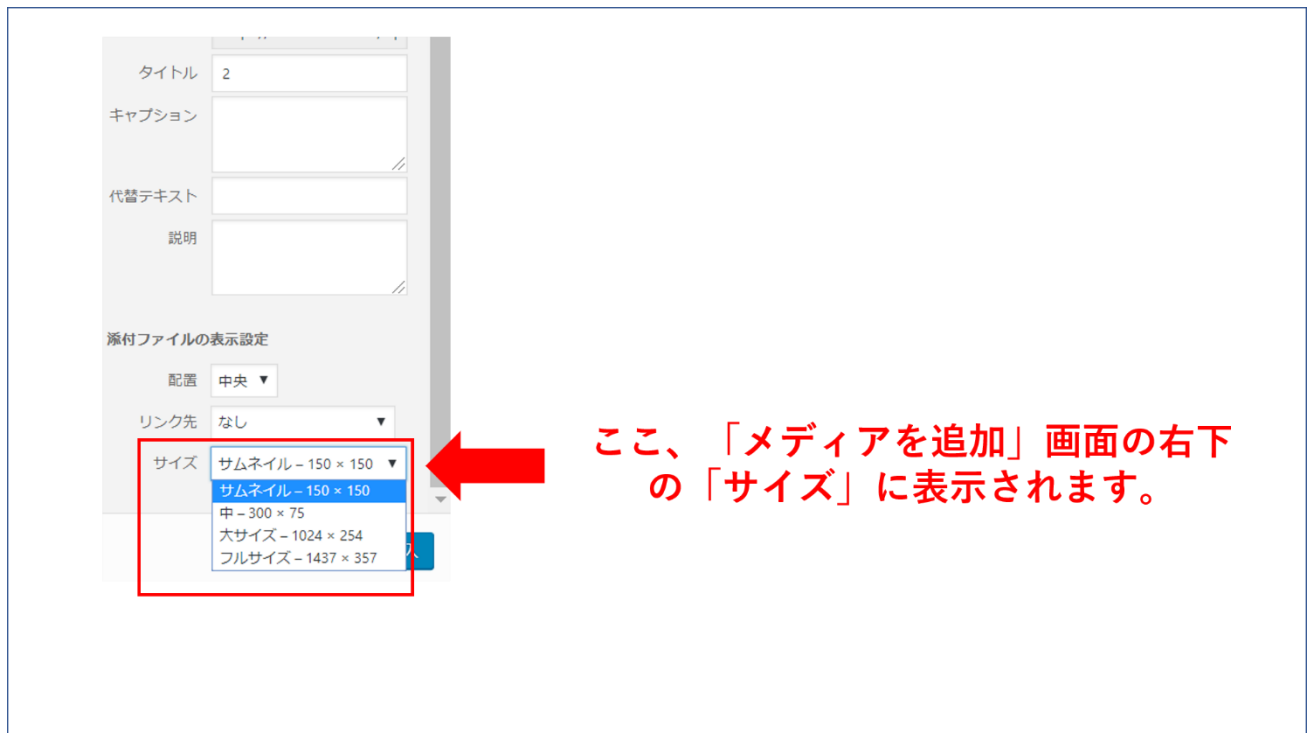 タイトル 2
キャプション
代替テキスト
説明
添付ファイルの表示設定
配置 中央 ▼
リンク先 なし ▼
サイズ サムネイル – 150 × 150 ▼
サムネイル – 150 × 150
中 – 300 × 75
大サイズ – 1024 × 254
フルサイズ – 1437 × 357
ここ、「メディアを追加」画面の右下
の「サイズ」に表示されます。